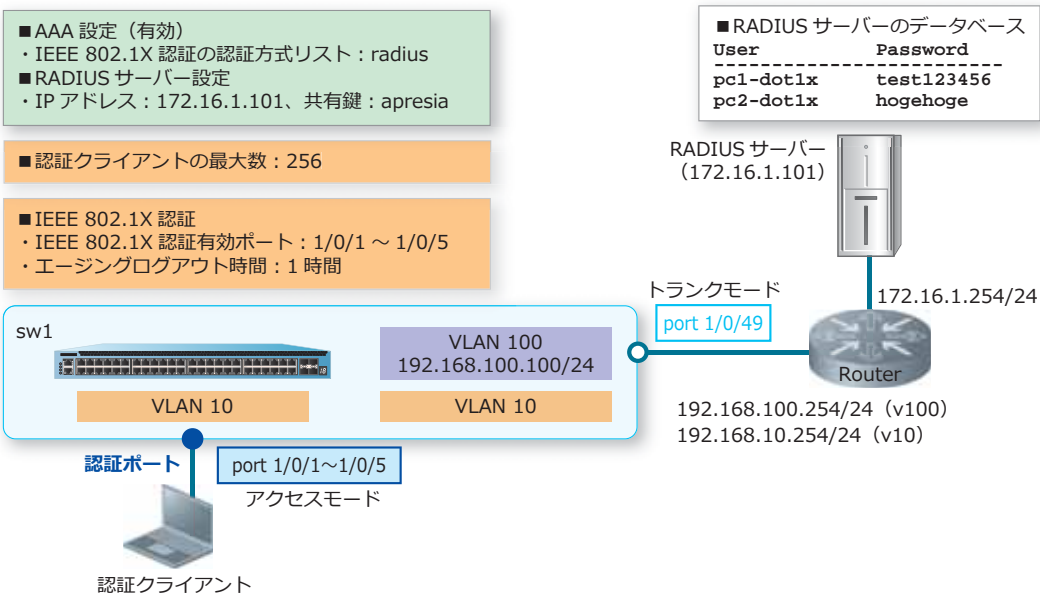 ■AAA 設定（有効）
・IEEE 802.1X 認証の認証方式リスト：radius
■RADIUS サーバー設定
・IP アドレス：172.16.1.101、共有鍵：apresia
■認証クライアントの最大数：256
■IEEE 802.1X 認証
・IEEE 802.1X 認証有効ポート：1/0/1 ～ 1/0/5
・エージングログアウト時間：1 時間
■RADIUS サーバーのデータベース
User Password
-------------------------
pc1-dot1x test123456
pc2-dot1x hogehoge
RADIUS サーバー
（172.16.1.101）
トランクモード
port 1/0/49
172.16.1.254/24
Router
192.168.100.254/24（v100）
192.168.10.254/24（v10）
sw1
VLAN 100
192.168.100.100/24
VLAN 10
VLAN 10
認証ポート
port 1/0/1～1/0/5
アクセスモード
認証クライアント